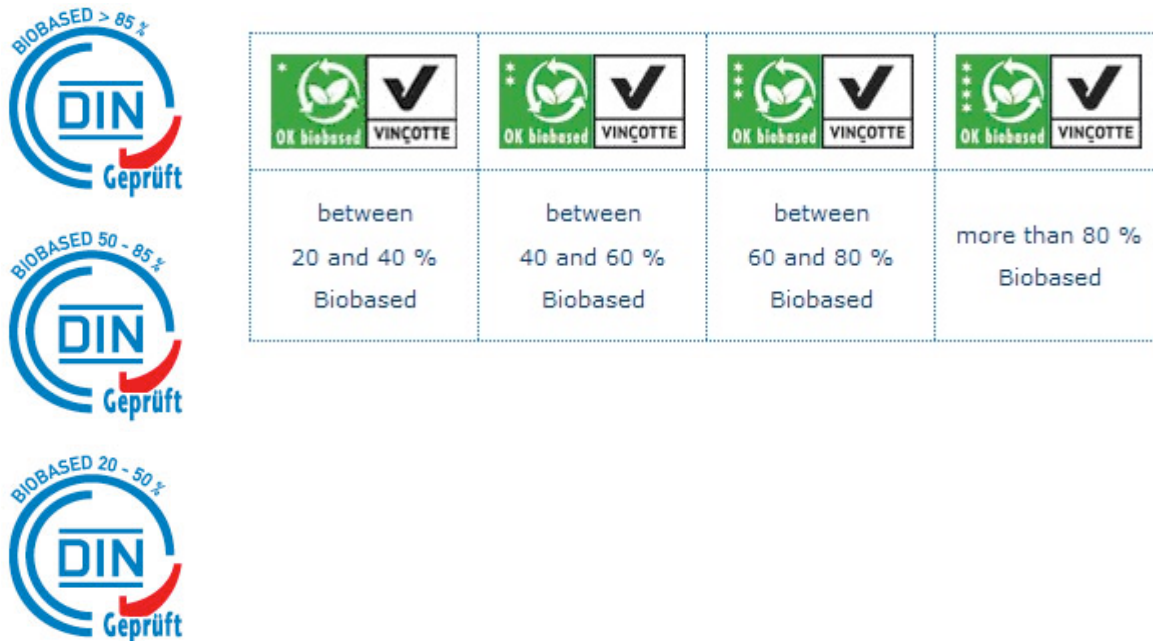 BIOBASED > 85 %
DIN
Geprüft
BIOBASED 50 - 85 %
DIN
Geprüft
BIOBASED 20 - 50 %
DIN
Geprüft
* OK biobased VINÇOTTE
** OK biobased VINÇOTTE
*** OK biobased VINÇOTTE
**** OK biobased VINÇOTTE
between
20 and 40 %
Biobased
between
40 and 60 %
Biobased
between
60 and 80 %
Biobased
more than 80 %
Biobased